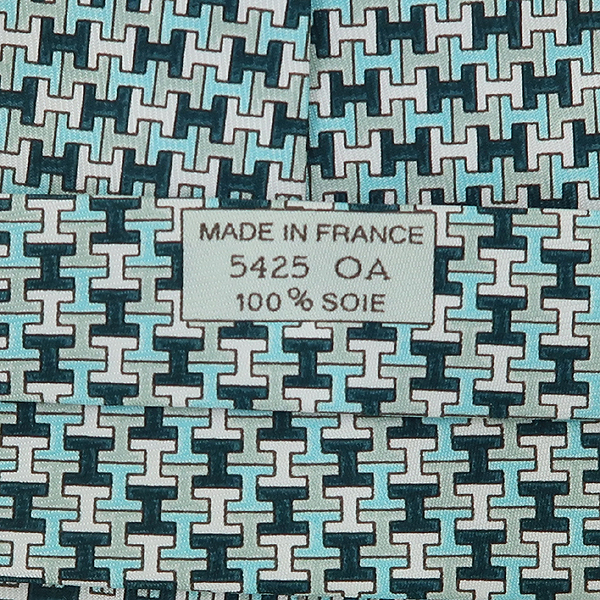 MADE IN FRANCE
5425 OA
100% SOIE